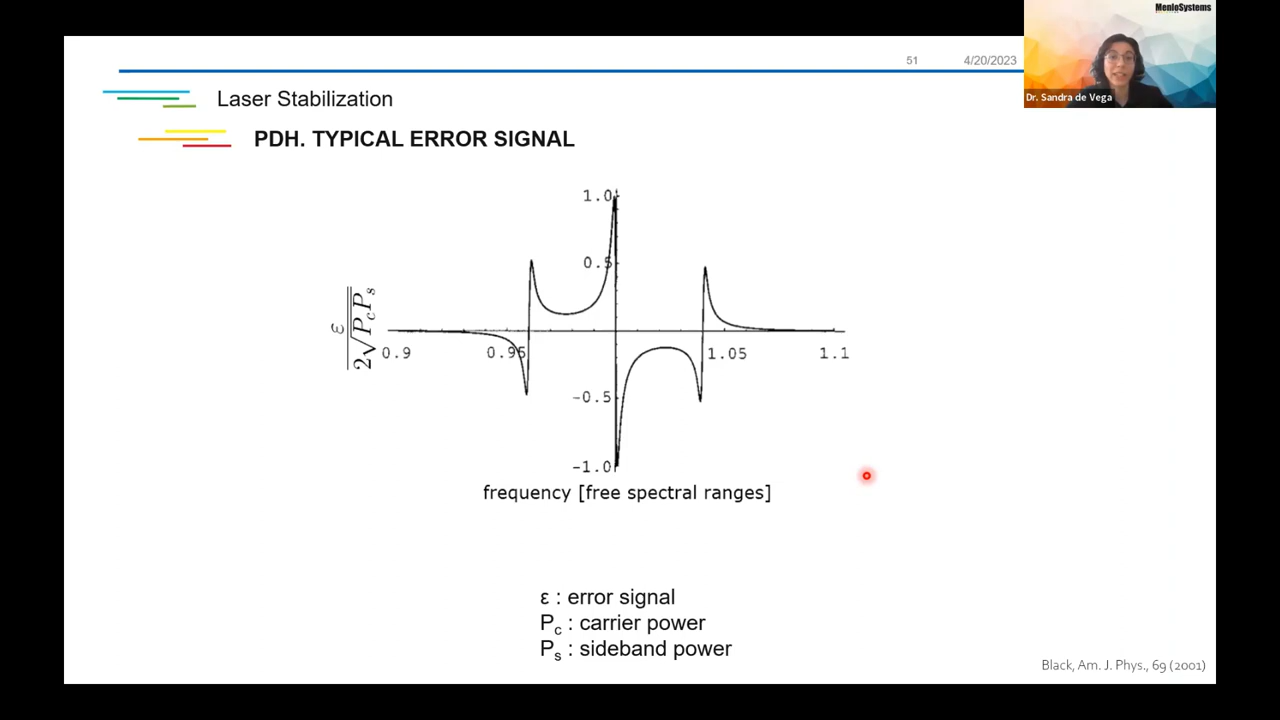 MenloSystems
51 4/20/2023
Dr. Sandra de Vega
Laser Stabilization
PDH. TYPICAL ERROR SIGNAL
1.0
0.5
ε
2√PcPs
0.9 0.95 1.05 1.1
-0.5
-1.0
frequency [free spectral ranges]
ε : error signal
Pc : carrier power
Ps : sideband power
Black, Am. J. Phys., 69 (2001)